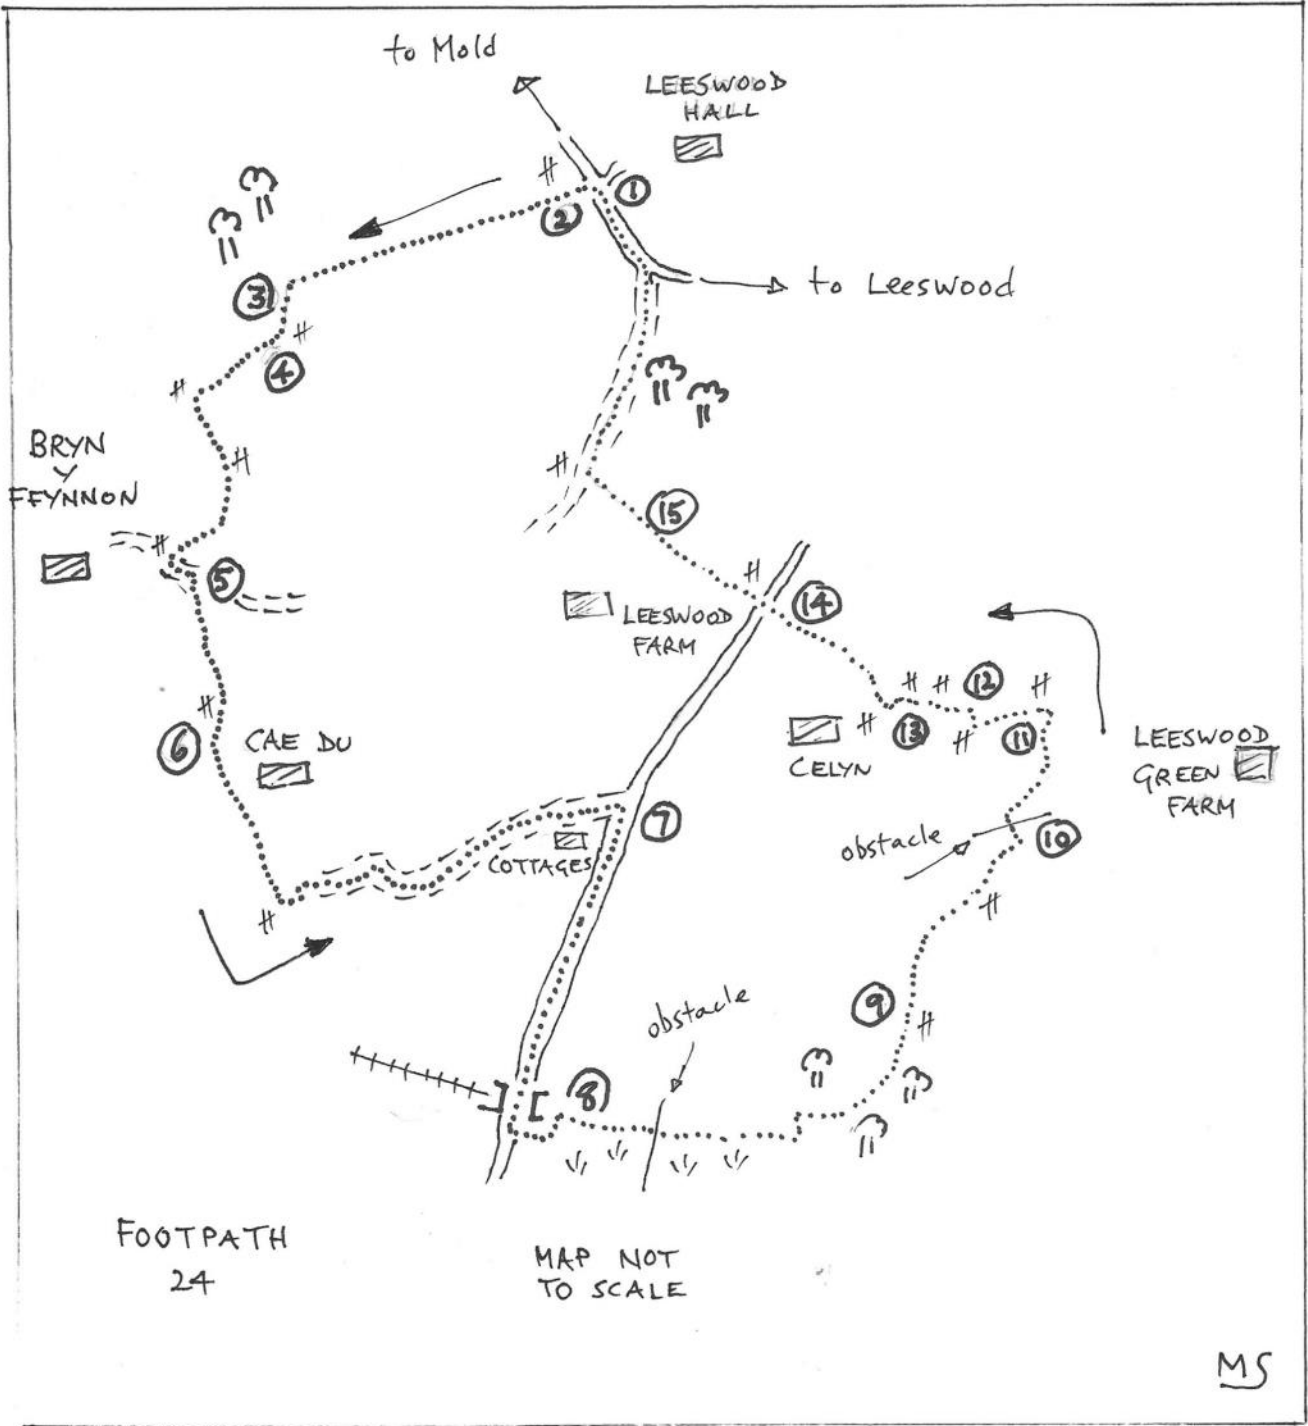 to Mold
LEESWOOD
HALL
1
2
to Leeswood
3
4
BRYN
Y
FFYNNON
15
5
14
LEESWOOD
FARM
12
6
CAE DU
13
11
CELYN
LEESWOOD
GREEN
FARM
7
10
obstacle
COTTAGES
9
obstacle
8
FOOTPATH
24
MAP NOT
TO SCALE
MS